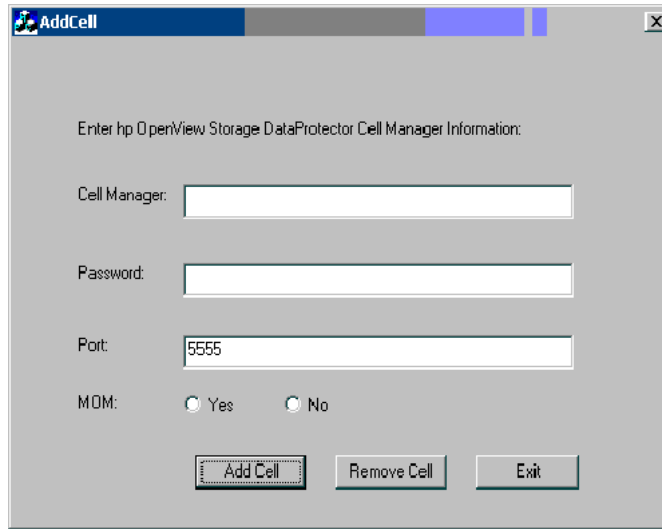 AddCell
Enter hp OpenView Storage DataProtector Cell Manager Information:
Cell Manager:
Password:
Port: 5555
MOM: Yes No
Add Cell Remove Cell Exit